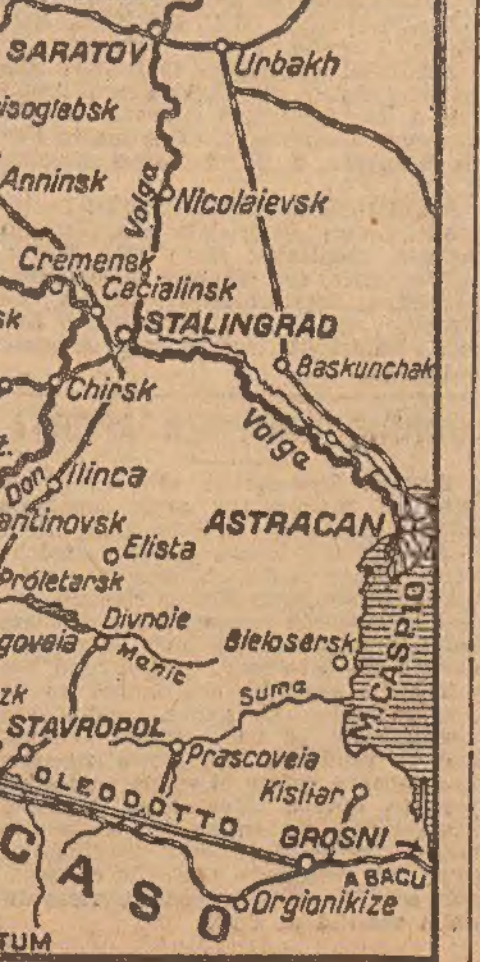 SARATOV
Urbakh
isoglebsk
Anninsk
Volga
Nicolaievsk
Cremensk
Cacialinsk
sk
STALINGRAD
Baskunchak
Chirsk
Volga
Don
Ilinca
ASTRACAN
antinovsk
Elista
Proletarsk
Divnoie
goveia
Manic
Bielosersk
M. CASPIO
zk
Suma
STAVROPOL
Prascoveia
OLEODOTTO
Kisliar
GROSNI
A BACU
CASO
Orgionikize
TUM